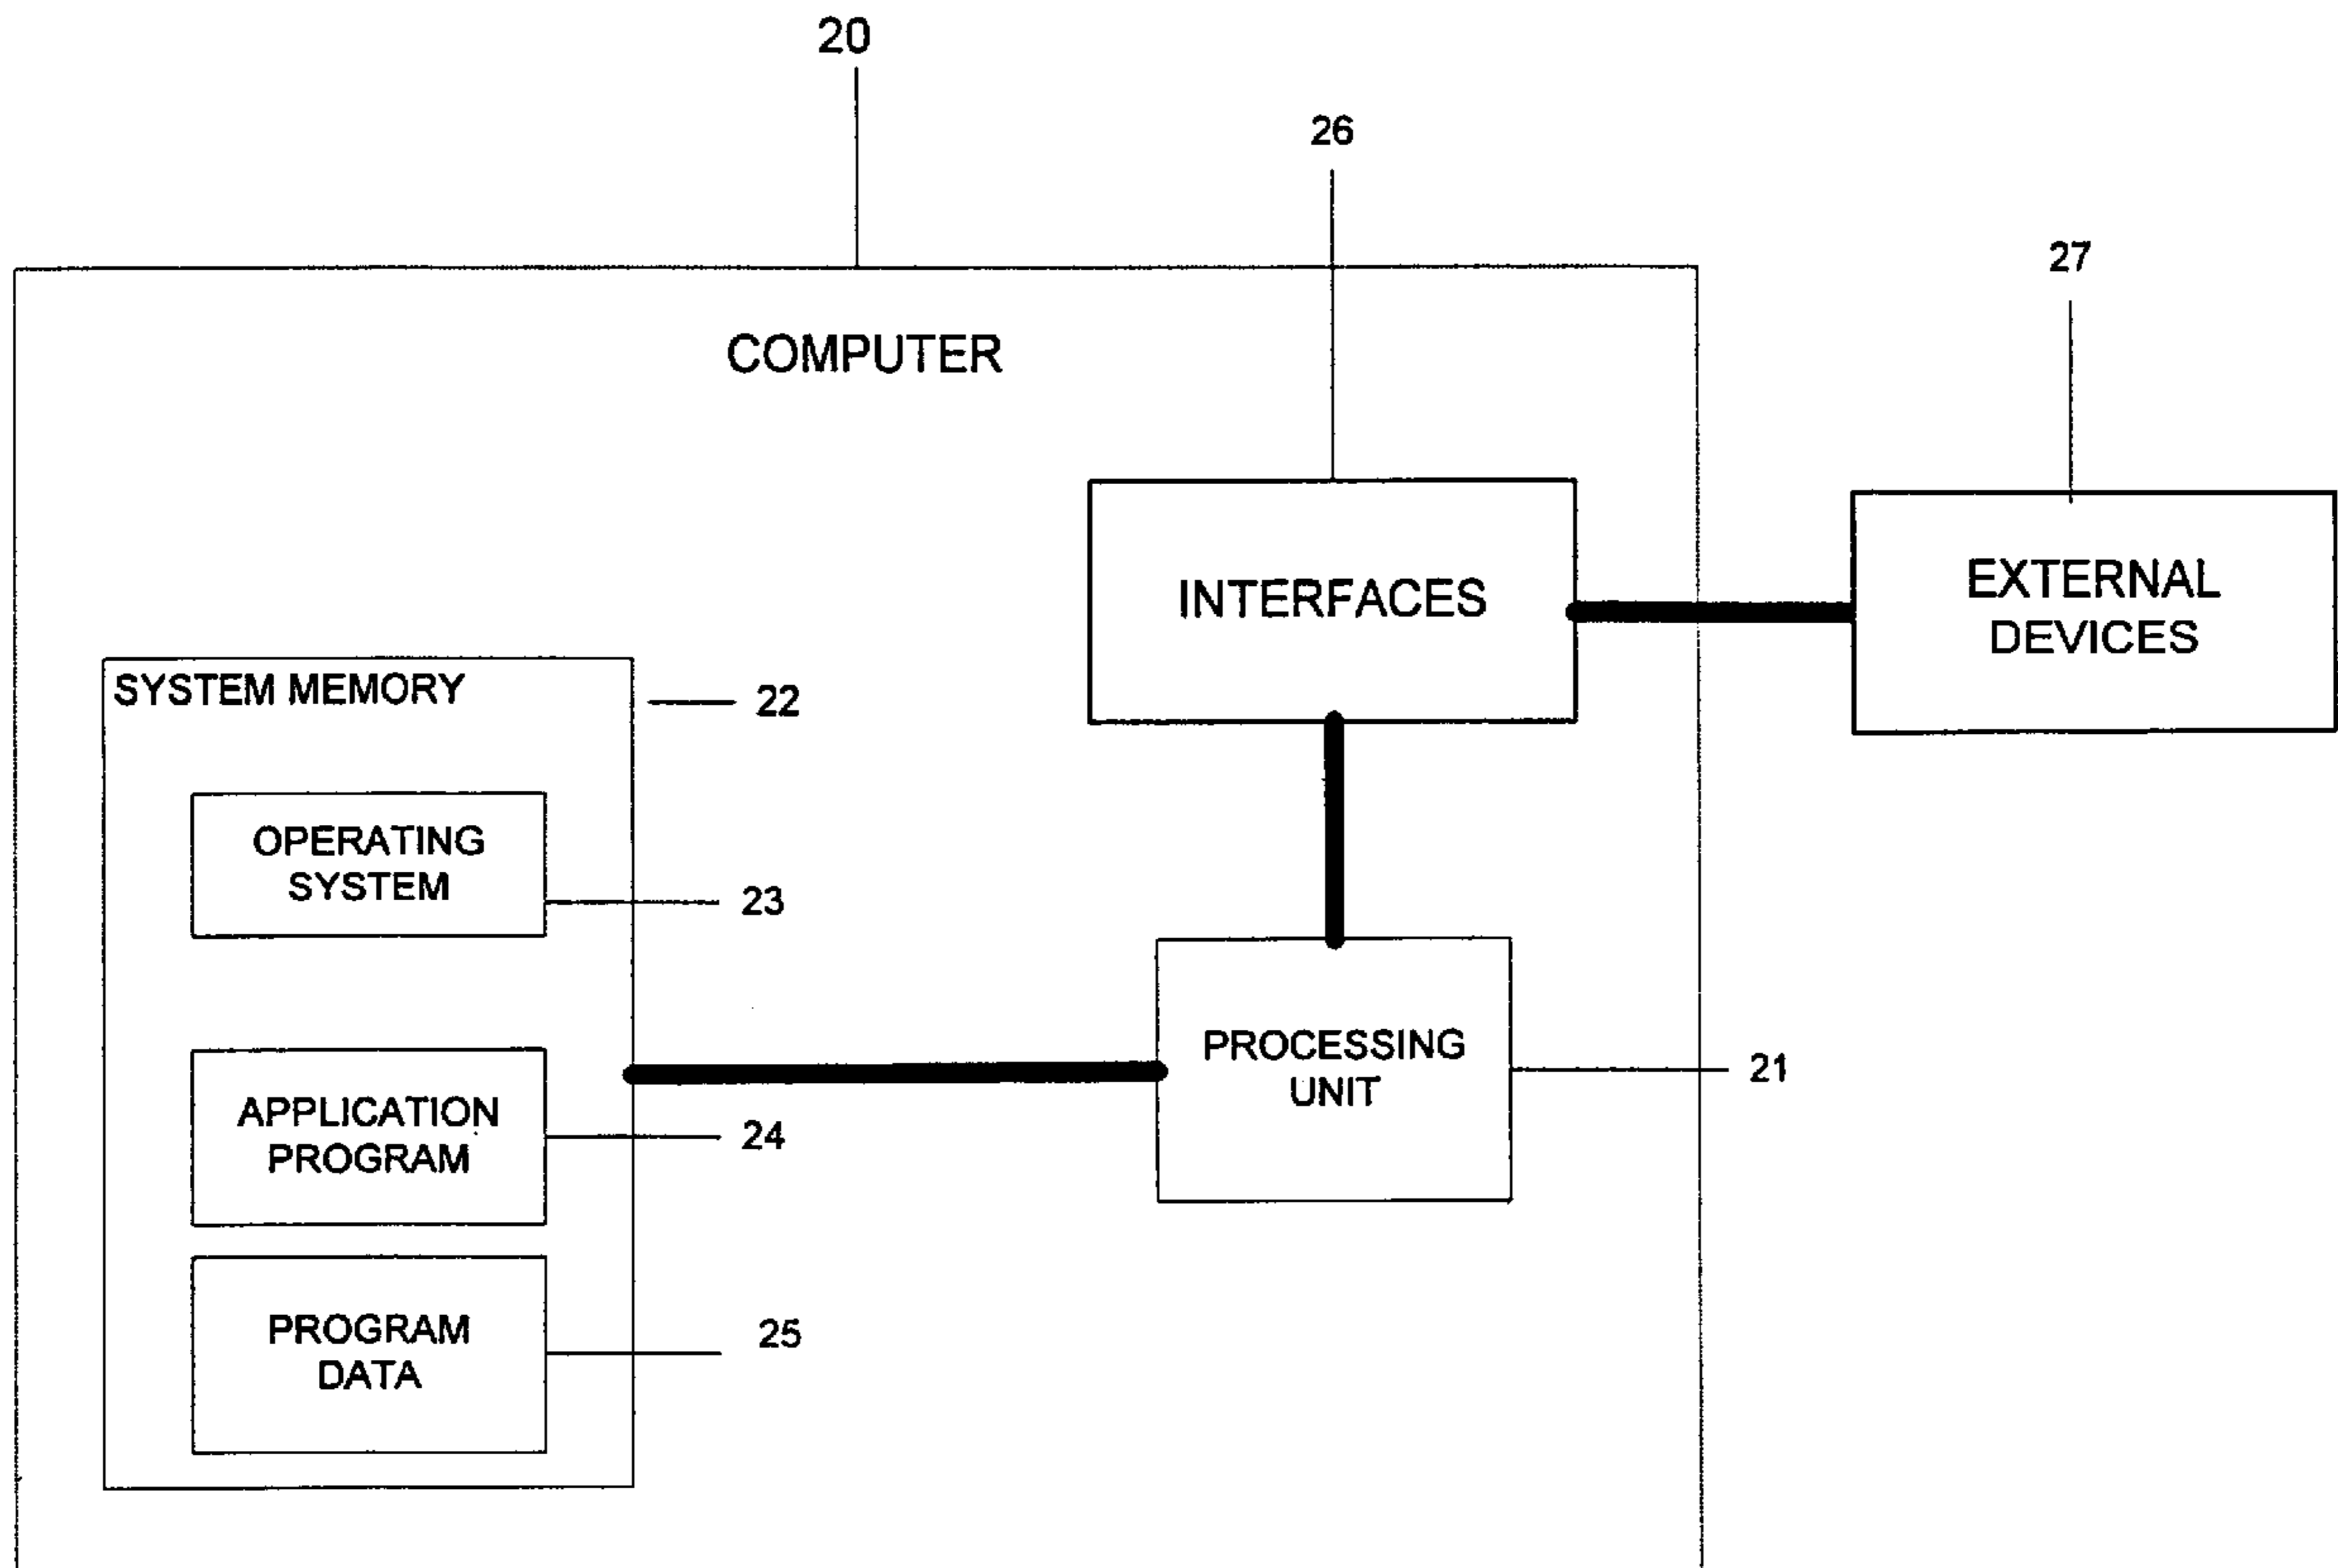 20
26
27
COMPUTER
INTERFACES
EXTERNAL
DEVICES
SYSTEM MEMORY
22
OPERATING
SYSTEM
23
PROCESSING
UNIT
21
APPLICATION
PROGRAM
24
PROGRAM
DATA
25